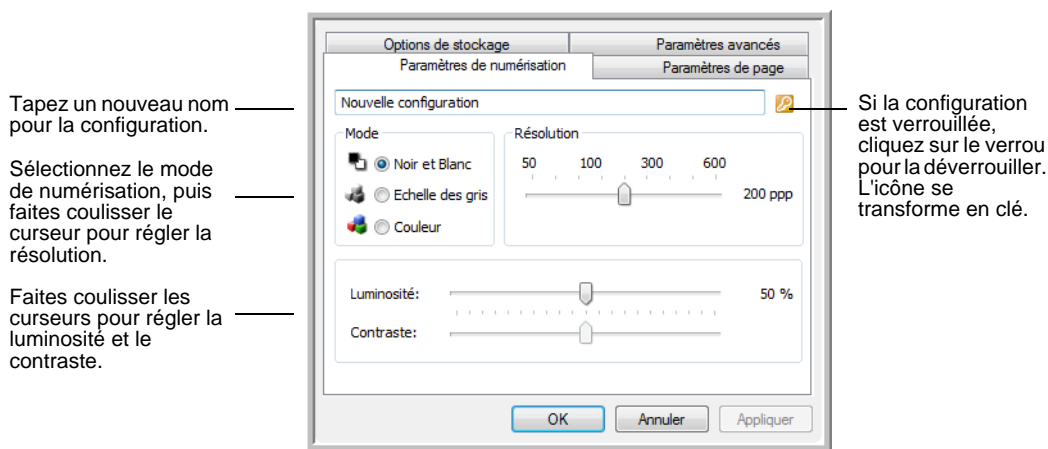 Options de stockage
Paramètres avancés
Paramètres de numérisation
Paramètres de page
Tapez un nouveau nom
pour la configuration.
Sélectionnez le mode
de numérisation, puis
faites coulisser le
curseur pour régler la
résolution.
Faites coulisser les
curseurs pour régler la
luminosité et le
contraste.
Nouvelle configuration
Mode
Noir et Blanc
Echelle des gris
Couleur
Résolution
50 100 300 600
200 ppp
Luminosité:
50 %
Contraste:
OK
Annuler
Appliquer
Si la configuration
est verrouillée,
cliquez sur le verrou
pour la déverrouiller.
L'icône se
transforme en clé.